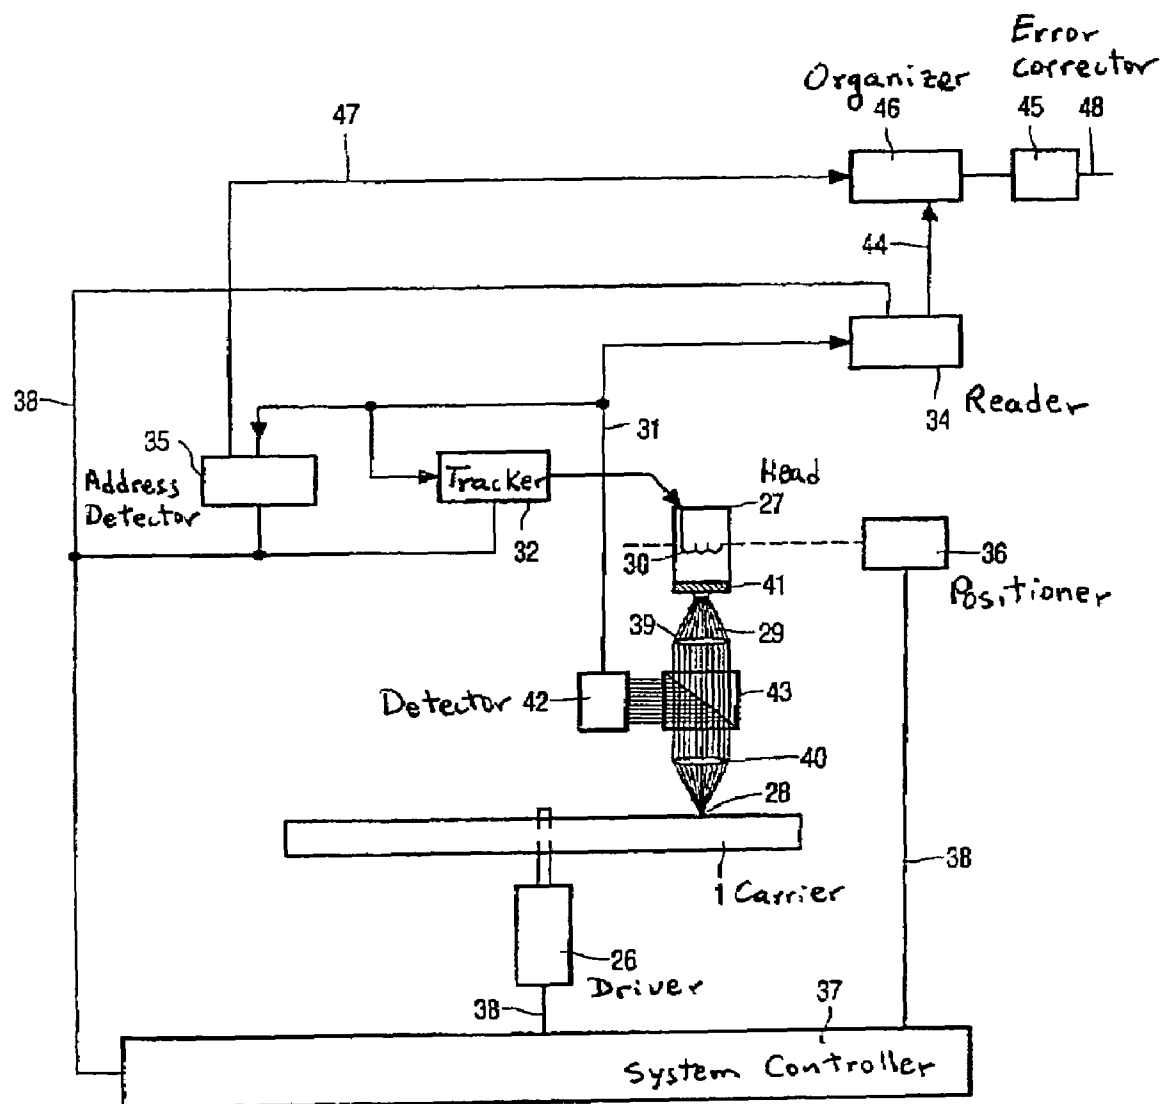 Error
corrector
Organizer
46
45
48
47
44
38
34
Reader
31
35
Address
Detector
Tracker
32
Head
27
30
36
Positioner
41
39
29
43
Detector 42
40
28
38
1 Carrier
26
Driver
38
37
System Controller